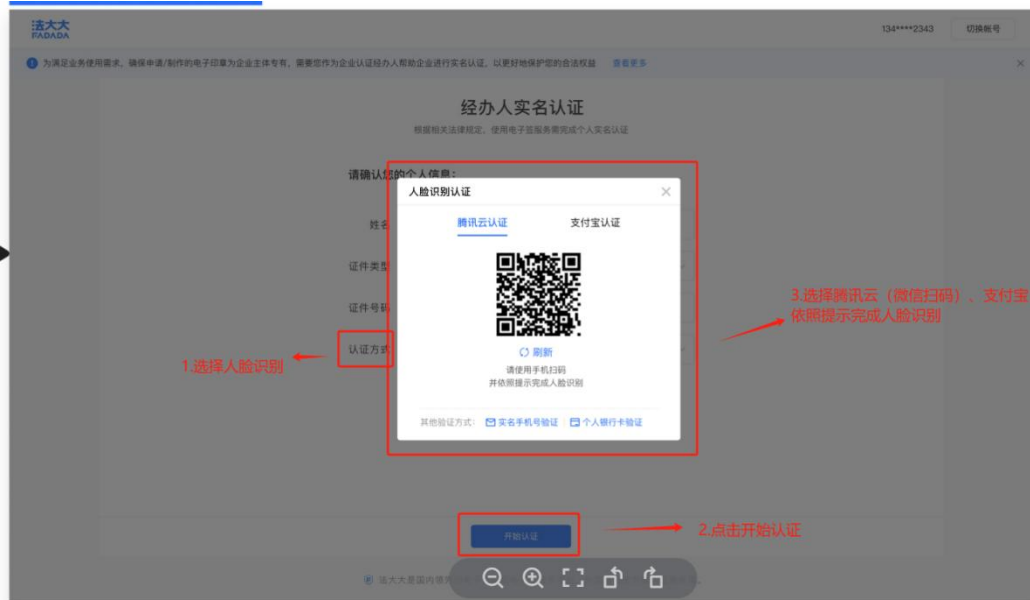 法大大
FADADA
134****2343 切换账号
为满足业务使用需求，确保申请/制作的电子印章为企业主体专有，需要您作为企业认证经办人帮助企业进行实名认证，以更好地保护您的合法权益 查看更多
经办人实名认证
根据相关法律规定，使用电子签服务需完成个人实名认证
请确认您的个人信息：
人脸识别认证
姓名
腾讯云认证 支付宝认证
证件类型
证件号码
3.选择腾讯云（微信扫码）、支付宝
依照提示完成人脸识别
认证方式
1.选择人脸识别
刷新
请使用手机扫码
并依照提示完成人脸识别
其他验证方式： 实名手机号验证 个人银行卡验证
开始认证
2.点击开始认证
法大大是国内领